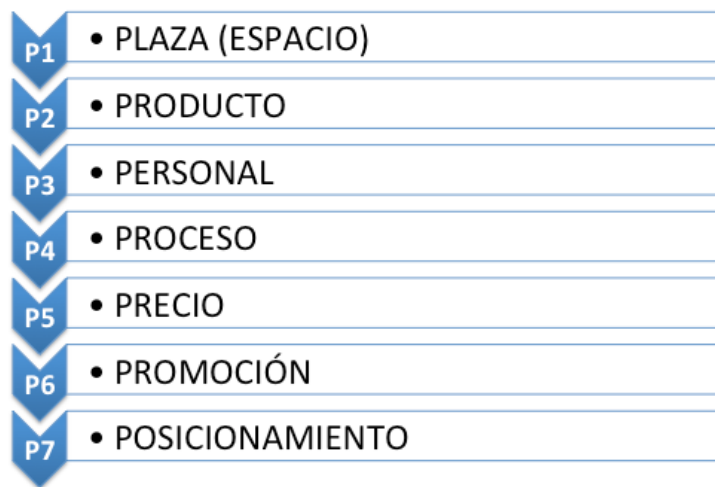 P1 • PLAZA (ESPACIO)
P2 • PRODUCTO
P3 • PERSONAL
P4 • PROCESO
P5 • PRECIO
P6 • PROMOCIÓN
P7 • POSICIONAMIENTO